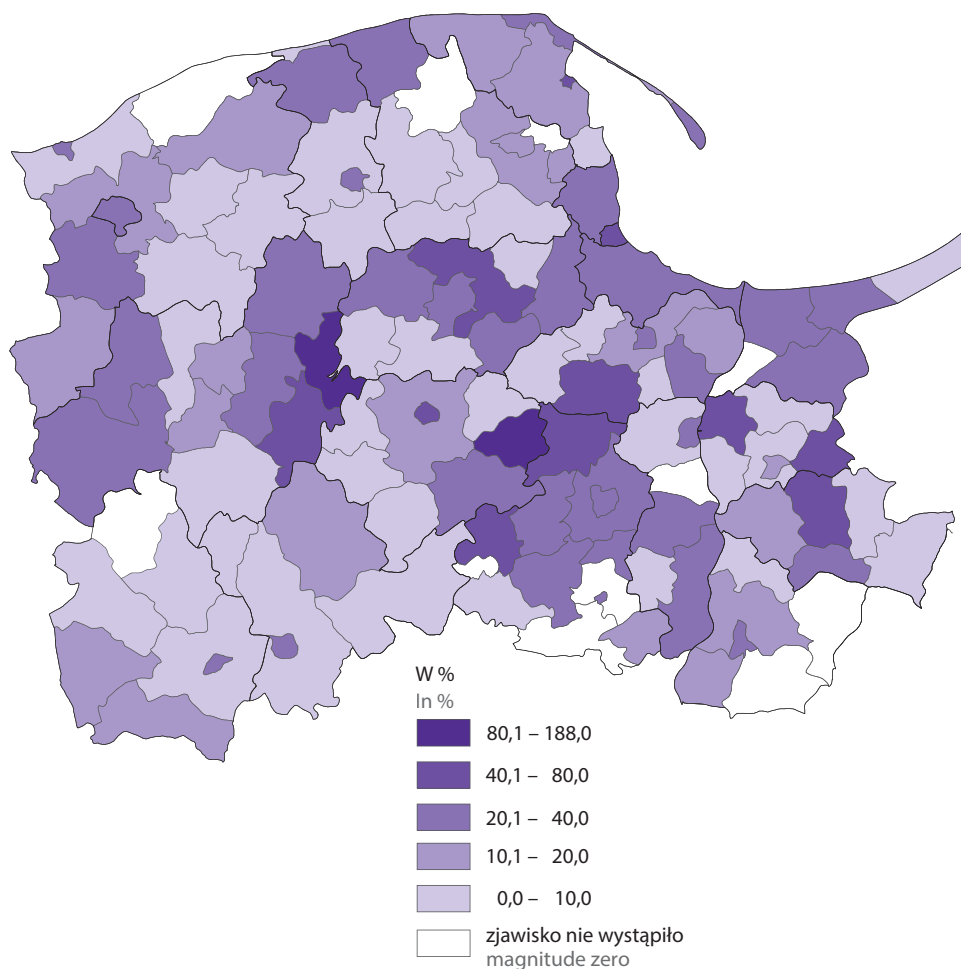 W %
In %
80,1 – 188,0
40,1 – 80,0
20,1 – 40,0
10,1 – 20,0
0,0 – 10,0
zjawisko nie wystąpiło
magnitude zero